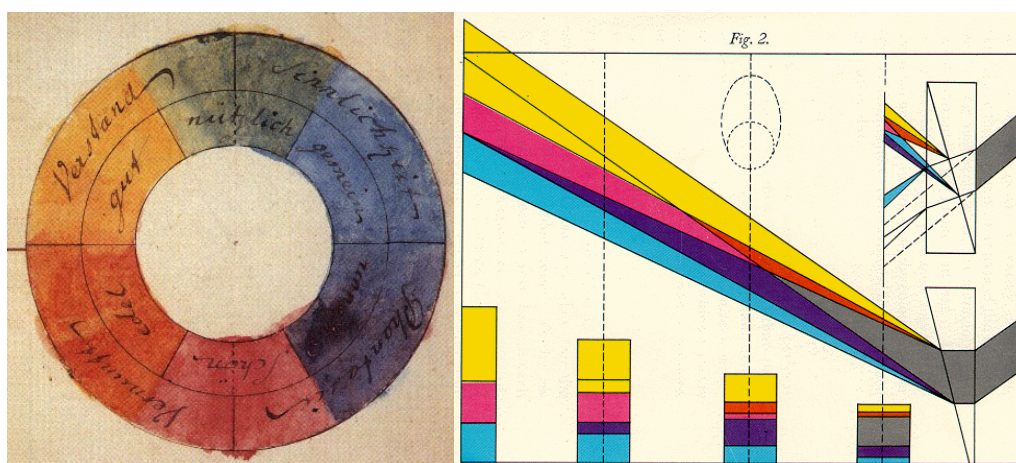 Verstand
Sinnlichkeit
Phantasie
Vernunft
gut
nützlich
gemein
schön
edel
Fig. 2.